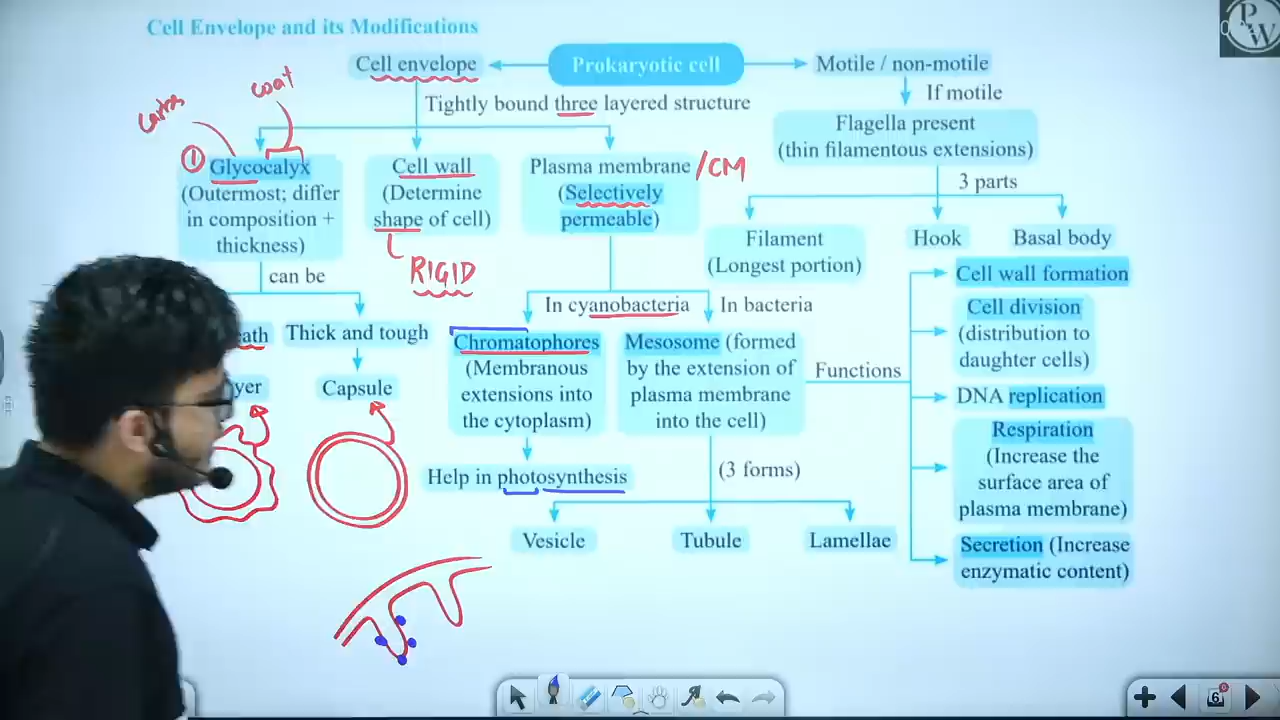 Cell Envelope and its Modifications
PW
Cell envelope
Prokaryotic cell
Motile / non-motile
Tightly bound three layered structure
If motile
coat
Flagella present
(thin filamentous extensions)
3 parts
① Glycocalyx
(Outermost; differ
in composition +
thickness)
can be
Cell wall
(Determine
shape of cell)
RIGID
Plasma membrane /CM
(Selectively
permeable)
Filament
(Longest portion)
Hook
Basal body
eath
yer
Thick and tough
Capsule
In cyanobacteria
In bacteria
Chromatophores
(Membranous
extensions into
the cytoplasm)
Help in photosynthesis
Mesosome (formed
by the extension of
plasma membrane
into the cell)
(3 forms)
Vesicle
Tubule
Lamellae
Functions
Cell wall formation
Cell division
(distribution to
daughter cells)
DNA replication
Respiration
(Increase the
surface area of
plasma membrane)
Secretion (Increase
enzymatic content)
6